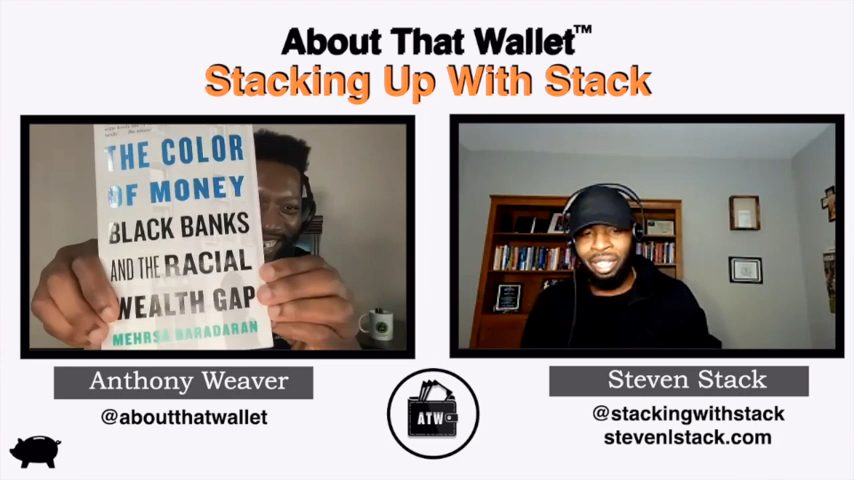 About That Wallet™
Stacking Up With Stack
THE COLOR
OF MONEY
BLACK BANKS
AND THE RACIAL
WEALTH GAP
MEHRSA BARADARAN
Anthony Weaver
@aboutthatwallet
ATW
Steven Stack
@stackingwithstack
stevenlstack.com